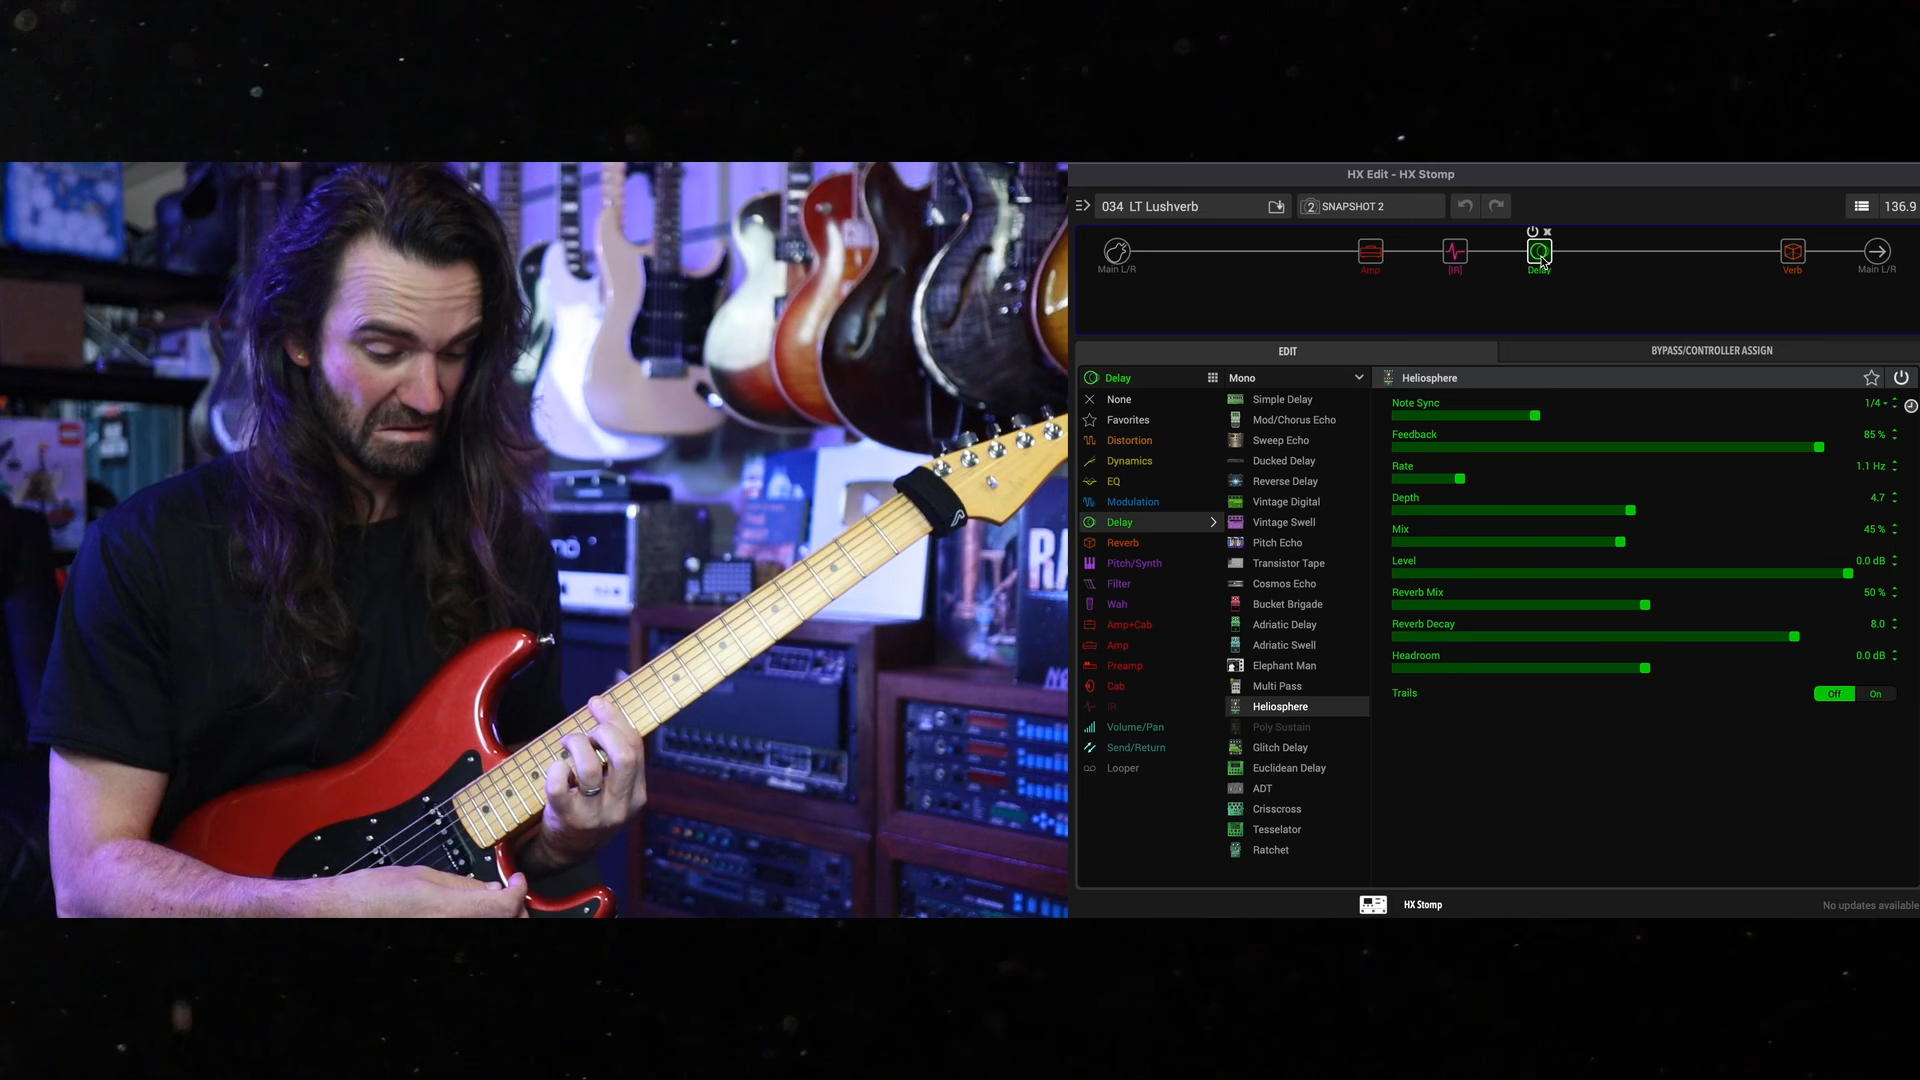 HX Edit - HX Stomp
034 LT Lushverb
2 SNAPSHOT 2
136.9
Main L/R
Amp
[IR]
Delay
Verb
Main L/R
EDIT
BYPASS/CONTROLLER ASSIGN
Delay
None
Favorites
Distortion
Dynamics
EQ
Modulation
Delay
Reverb
Pitch/Synth
Filter
Wah
Amp+Cab
Amp
Preamp
Cab
IR
Volume/Pan
Send/Return
Looper
Mono
Simple Delay
Mod/Chorus Echo
Sweep Echo
Ducked Delay
Reverse Delay
Vintage Digital
Vintage Swell
Pitch Echo
Transistor Tape
Cosmos Echo
Bucket Brigade
Adriatic Delay
Adriatic Swell
Elephant Man
Multi Pass
Heliosphere
Poly Sustain
Glitch Delay
Euclidean Delay
ADT
Crisscross
Tesselator
Ratchet
Heliosphere
Note Sync 1/4
Feedback 85 %
Rate 1.1 Hz
Depth 4.7
Mix 45 %
Level 0.0 dB
Reverb Mix 50 %
Reverb Decay 8.0
Headroom 0.0 dB
Trails Off On
HX Stomp
No updates available
RA